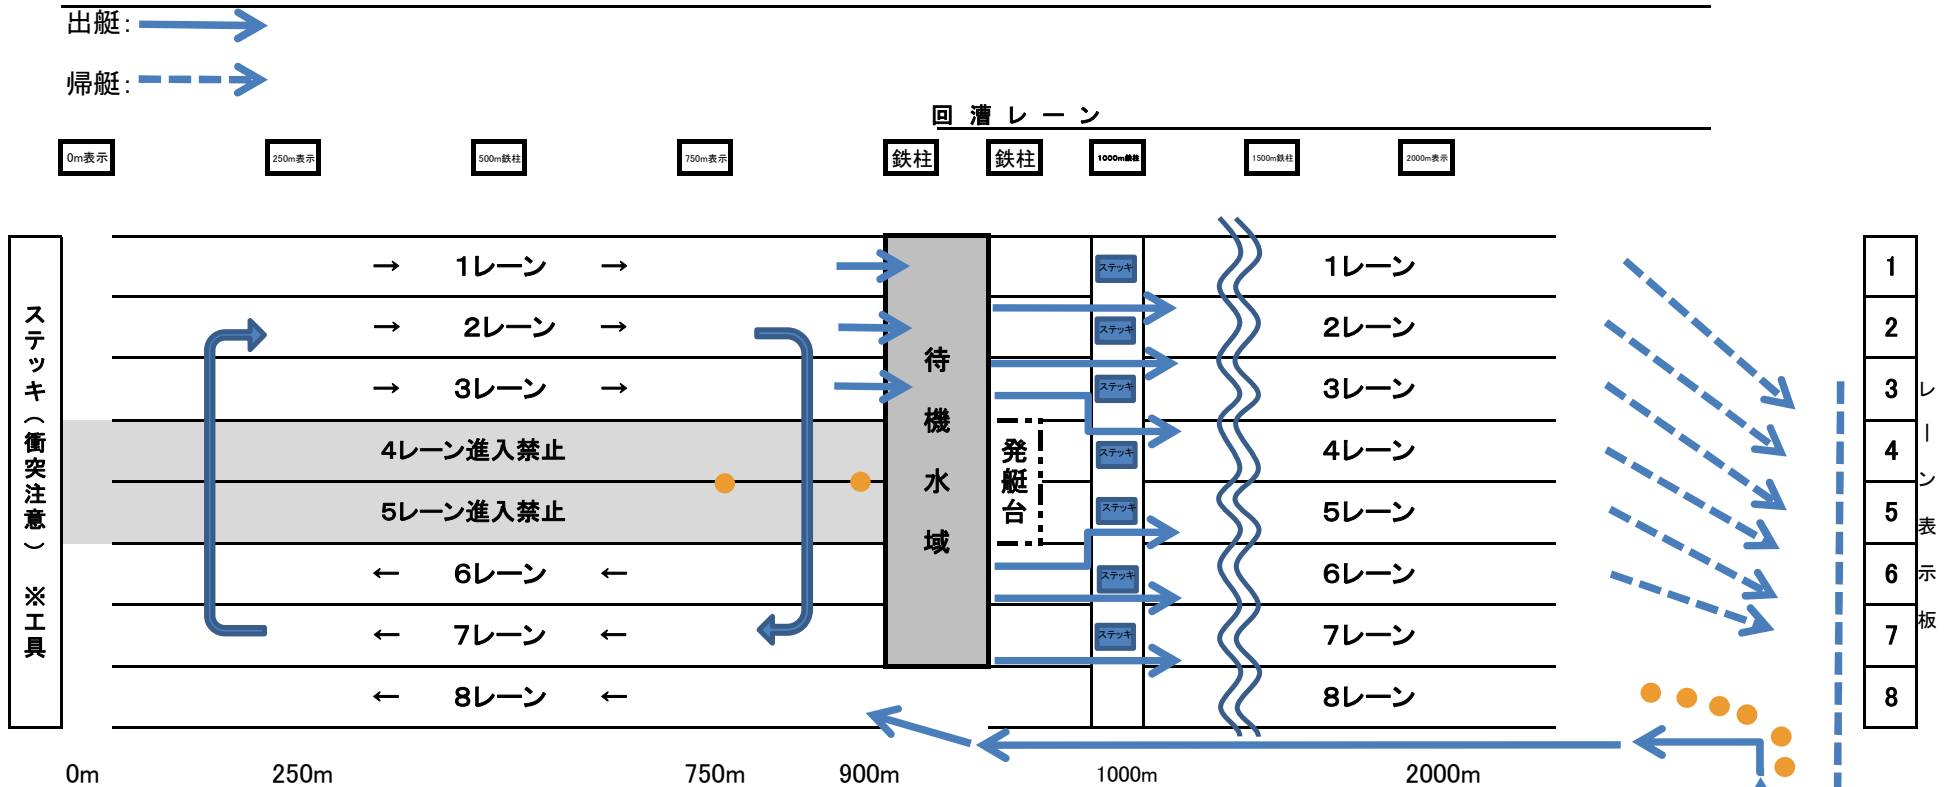 出艇：
帰艇：
回 漕 レ ー ン
0m表示
250m表示
500m鉄柱
750m表示
鉄柱
鉄柱
1000m鉄柱
1500m鉄柱
2000m表示
ステッキ（衝突注意） ※工具
→ 1レーン →
→ 2レーン →
→ 3レーン →
4レーン進入禁止
5レーン進入禁止
← 6レーン ←
← 7レーン ←
← 8レーン ←
待機水域
発艇台
ステッキ
ステッキ
ステッキ
ステッキ
ステッキ
ステッキ
ステッキ
1レーン
2レーン
3レーン
4レーン
5レーン
6レーン
7レーン
8レーン
1
2
3
4
5
6
7
8
レーン表示板
0m
250m
750m
900m
1000m
2000m